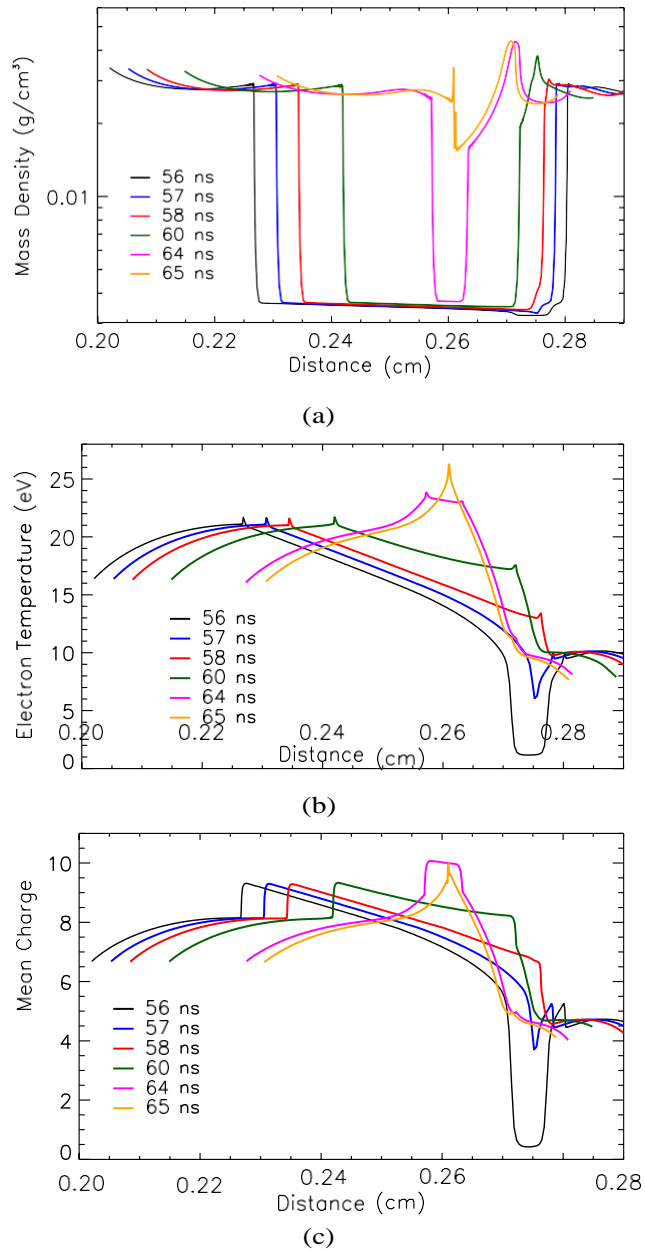 Mass Density (g/cm³)
0.01
56 ns
57 ns
58 ns
60 ns
64 ns
65 ns
0.20 0.22 0.24 0.26 0.28
Distance (cm)
(a)
Electron Temperature (eV)
25
20
15
10
5
0
56 ns
57 ns
58 ns
60 ns
64 ns
65 ns
0.20 0.22 0.24 0.26 0.28
Distance (cm)
(b)
Mean Charge
10
8
6
4
2
0
56 ns
57 ns
58 ns
60 ns
64 ns
65 ns
0.20 0.22 0.24 0.26 0.28
Distance (cm)
(c)